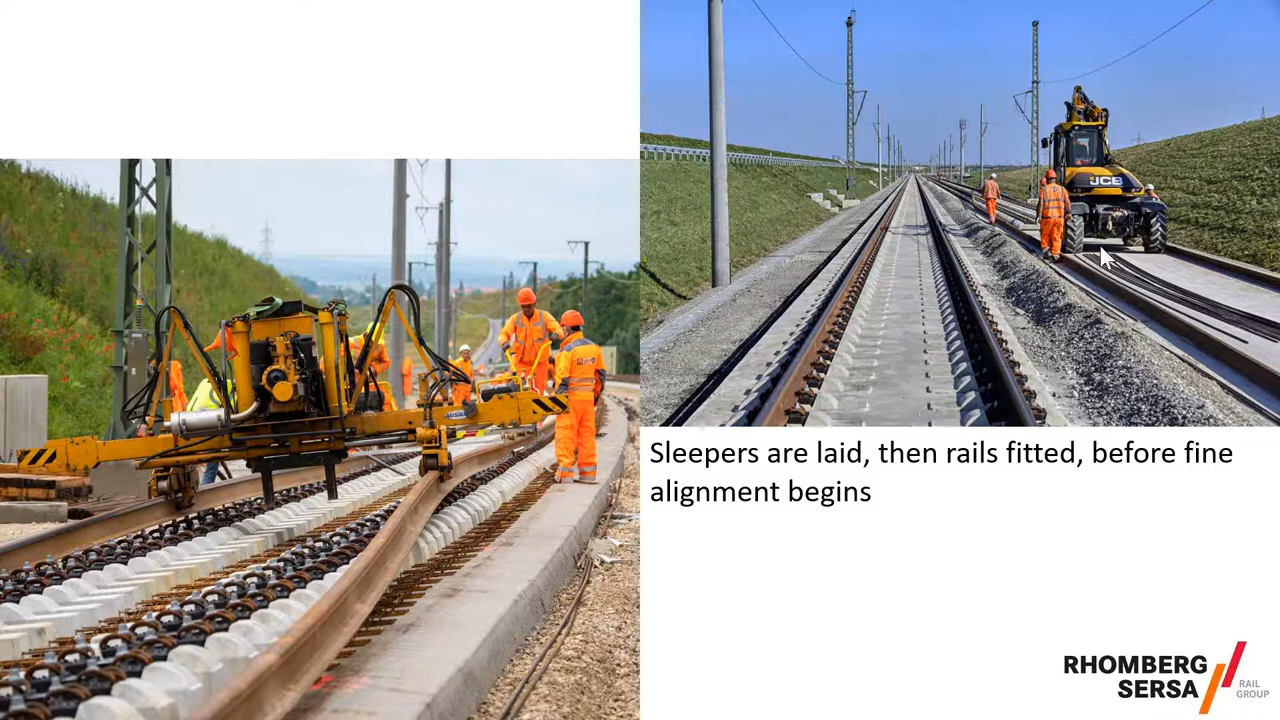 JCB
Sleepers are laid, then rails fitted, before fine
alignment begins
RHOMBERG
SERSA
RAIL
GROUP